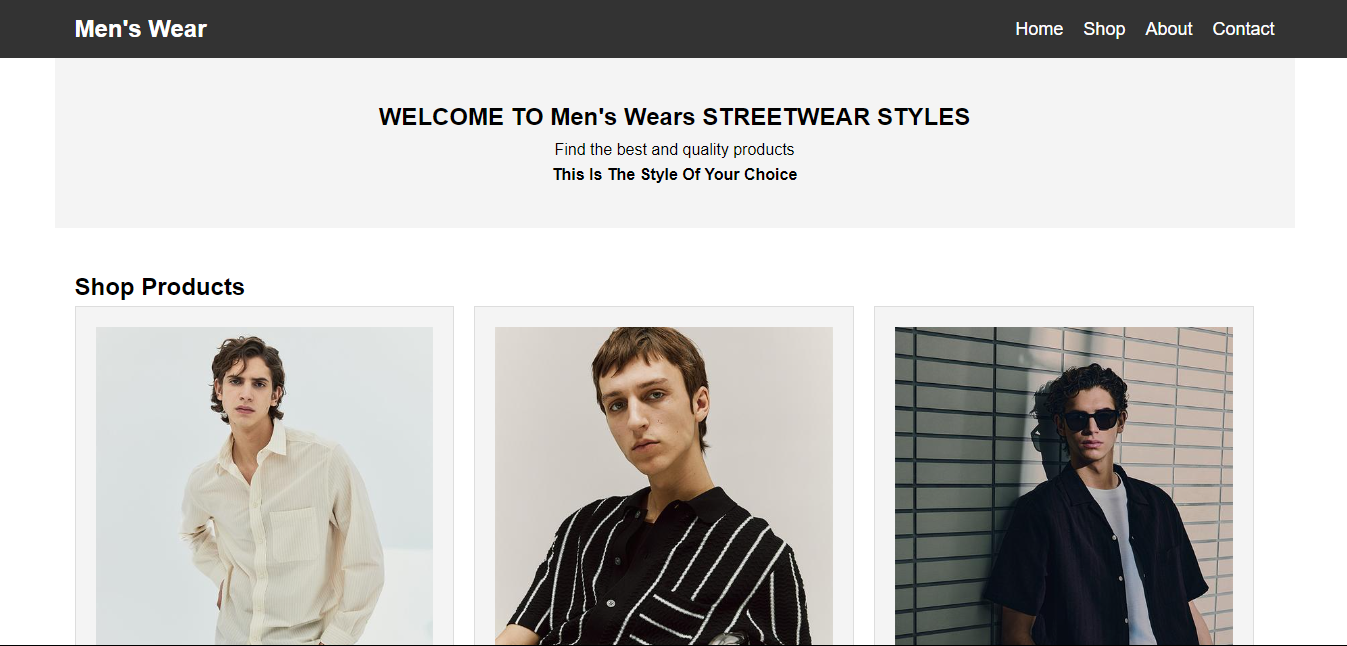 Men's Wear
Home Shop About Contact
WELCOME TO Men's Wears STREETWEAR STYLES
Find the best and quality products
This Is The Style Of Your Choice
Shop Products